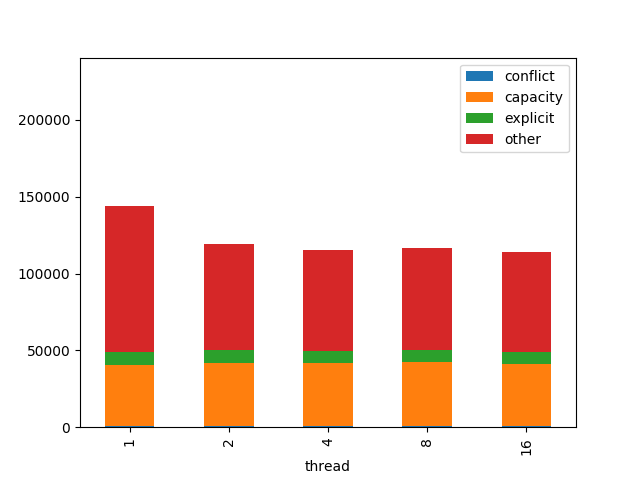 conflict
capacity
explicit
other
200000
150000
100000
50000
0
1
2
4
8
16
thread